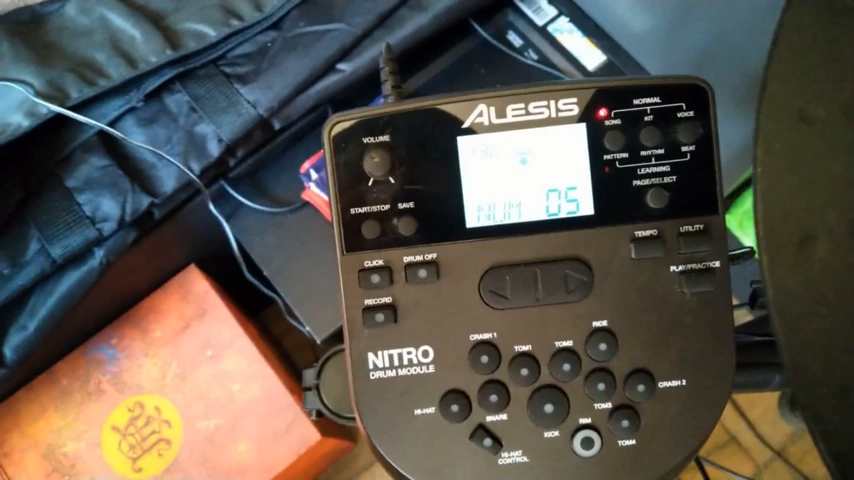 ALESIS
NORMAL
SONG KIT VOICE
PATTERN RHYTHM BEAT
LEARNING
PAGE/SELECT
VOLUME
START/STOP SAVE
NUM 05
TEMPO UTILITY
PLAY/PRACTICE
CLICK DRUM OFF
RECORD
NITRO
DRUM MODULE
CRASH 1 TOM1 TOM2 RIDE
CRASH 2
HI-HAT SNARE KICK TOM3
RIM TOM4
HI-HAT
CONTROL